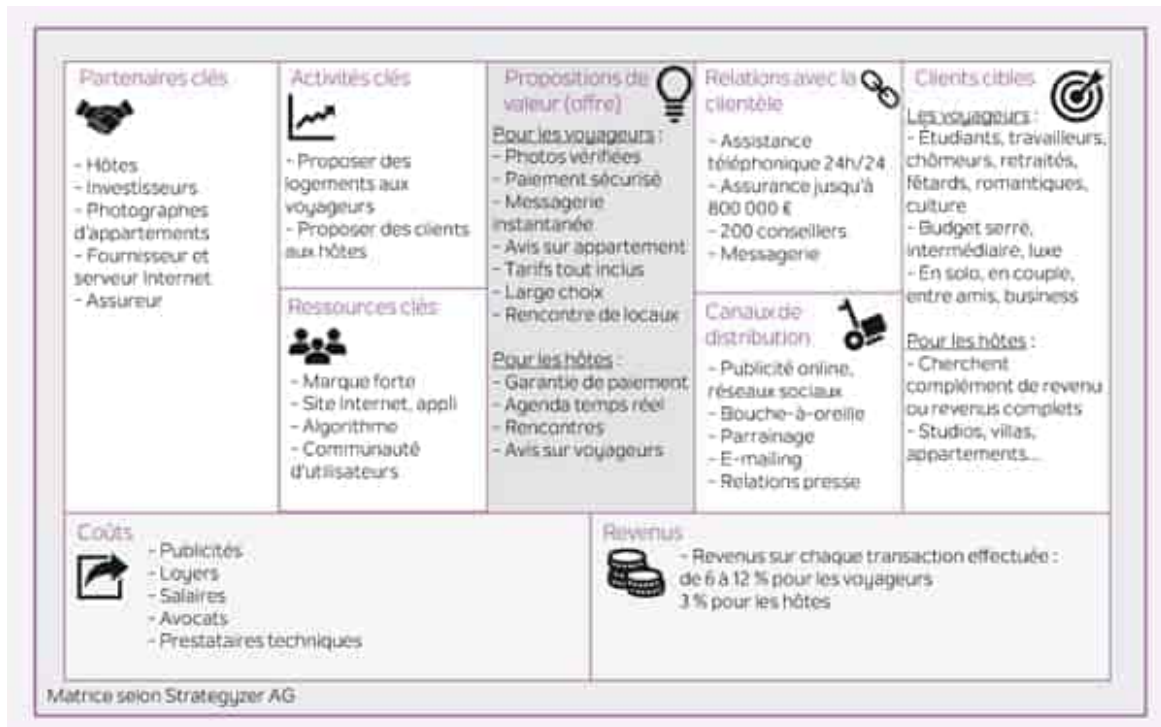 Partenaires clés
- Hôtes
- Investisseurs
- Photographes
d'appartements
- Fournisseur et
serveur Internet
- Assureur
Activités clés
- Proposer des
logements aux
voyageurs
- Proposer des clients
aux hôtes
Ressources clés
- Marque forte
- Site Internet, appli
- Algorithme
- Communauté
d'utilisateurs
Propositions de
valeur (offre)
Pour les voyageurs :
- Photos vérifiées
- Paiement sécurisé
- Messagerie
instantanée
- Avis sur appartement
- Tarifs tout inclus
- Large choix
- Rencontre de locaux
Pour les hôtes :
- Garantie de paiement
- Agenda temps réel
- Rencontres
- Avis sur voyageurs
Relations avec la
clientèle
- Assistance
téléphonique 24h/24
- Assurance jusqu'à
800 000 €
- 200 conseillers
- Messagerie
Canaux de
distribution
- Publicité online,
réseaux sociaux
- Bouche-à-oreille
- Parrainage
- E-mailing
- Relations presse
Clients cibles
Les voyageurs :
- Étudiants, travailleurs,
chômeurs, retraités,
fêtards, romantiques,
culture
- Budget serré,
intermédiaire, luxe
- En solo, en couple,
entre amis, business
Pour les hôtes :
- Cherchent
complément de revenu
ou revenus complets
- Studios, villas,
appartements...
Coûts
- Publicités
- Loyers
- Salaires
- Avocats
- Prestataires techniques
Revenus
- Revenus sur chaque transaction effectuée :
de 6 à 12 % pour les voyageurs
3 % pour les hôtes
Matrice selon Strategyzer AG